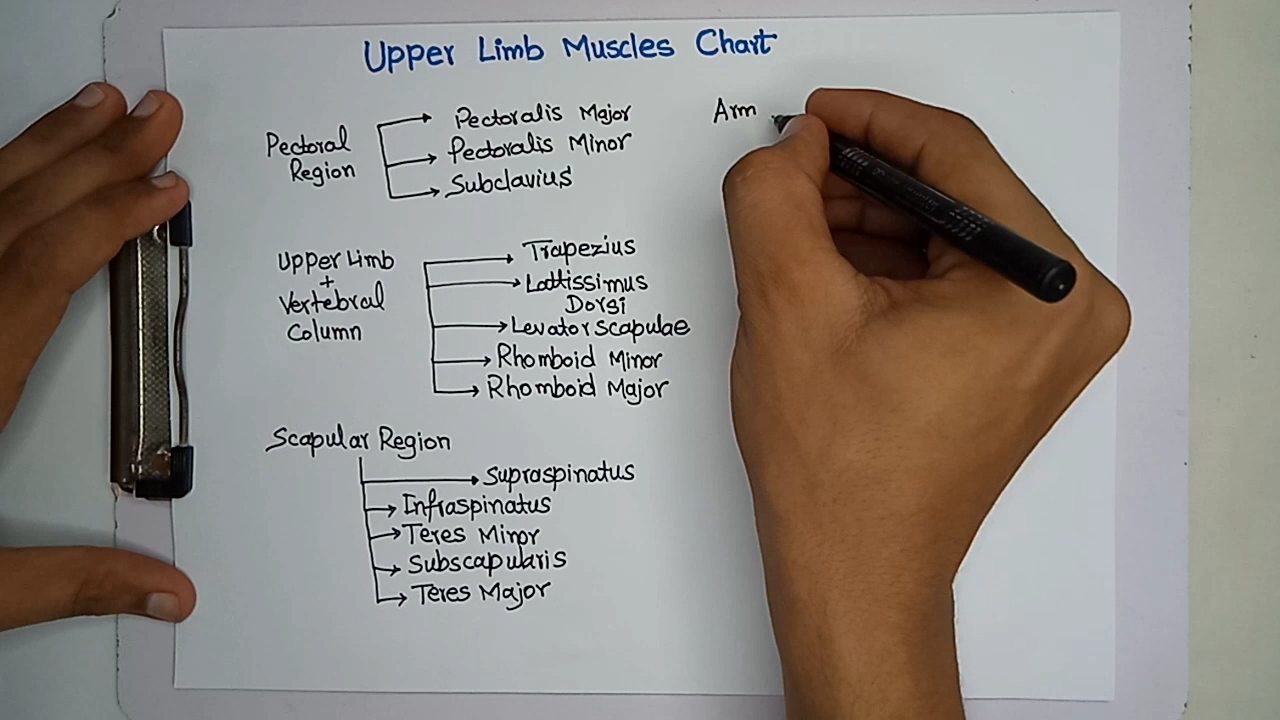 Upper Limb Muscles Chart
Pectoral
Region
Pectoralis Major
Pectoralis Minor
Subclavius
Upper Limb
+
Vertebral
Column
Trapezius
Lattissimus
Dorsi
Levator scapulae
Rhomboid Minor
Rhomboid Major
Scapular Region
Supraspinatus
Infraspinatus
Teres Minor
Subscapularis
Teres Major
Arm